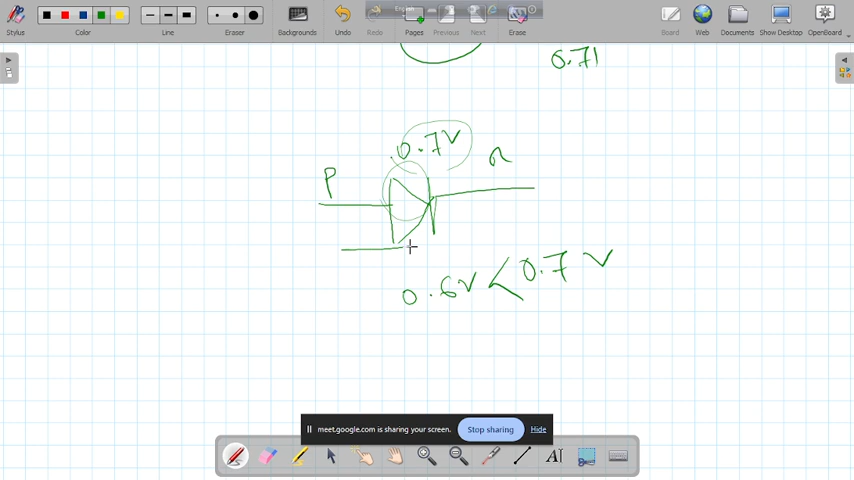 English
Stylus
Color
Line
Eraser
Backgrounds
Undo
Redo
Pages
Previous
Next
Erase
Board
Web
Documents
Show Desktop
OpenBoard
0.71
0.7V
P
n
0.6V < 0.7 V
meet.google.com is sharing your screen.
Stop sharing
Hide